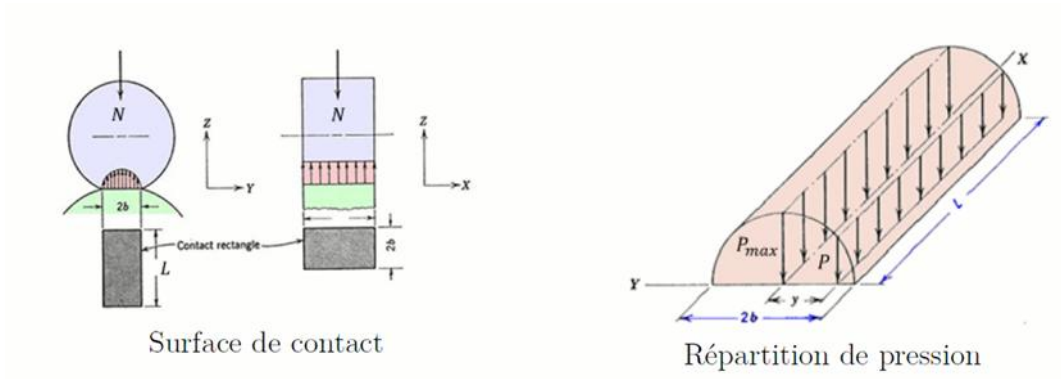 N
Z
Y
2b
Contact rectangle
L
N
Z
X
2b
Surface de contact
X
L
P_max
P
Y
y
2b
Répartition de pression